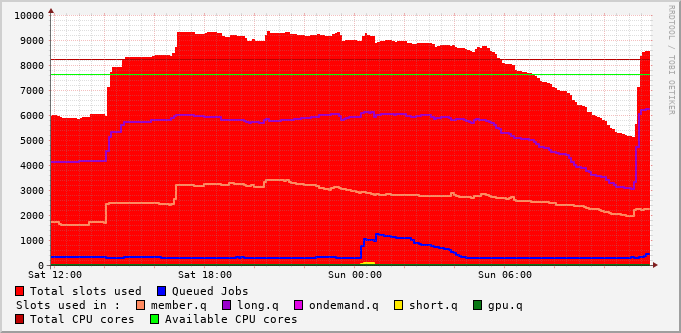 10000
9000
8000
7000
6000
5000
4000
3000
2000
1000
0
Sat 12:00 Sat 18:00 Sun 00:00 Sun 06:00
Total slots used Queued Jobs
Slots used in : member.q long.q ondemand.q short.q gpu.q
Total CPU cores Available CPU cores
RRDTOOL / TOBI OETIKER